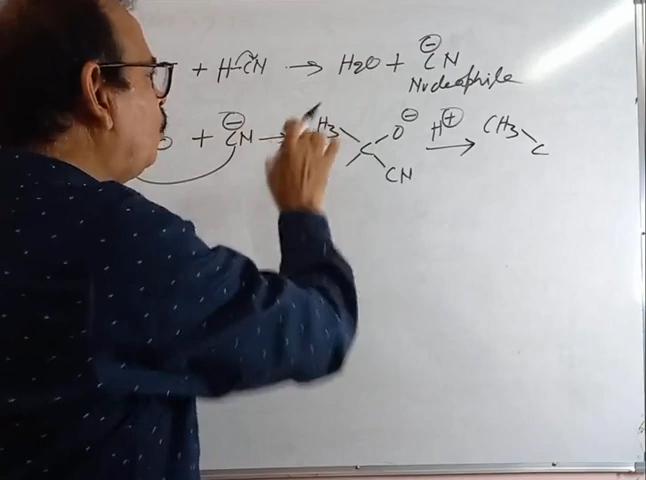 + H-CN → H2O + ⊖CN
Nucleophile
O + ⊖CN → H3 C O⊖ H⊕ → CH3 C
CN